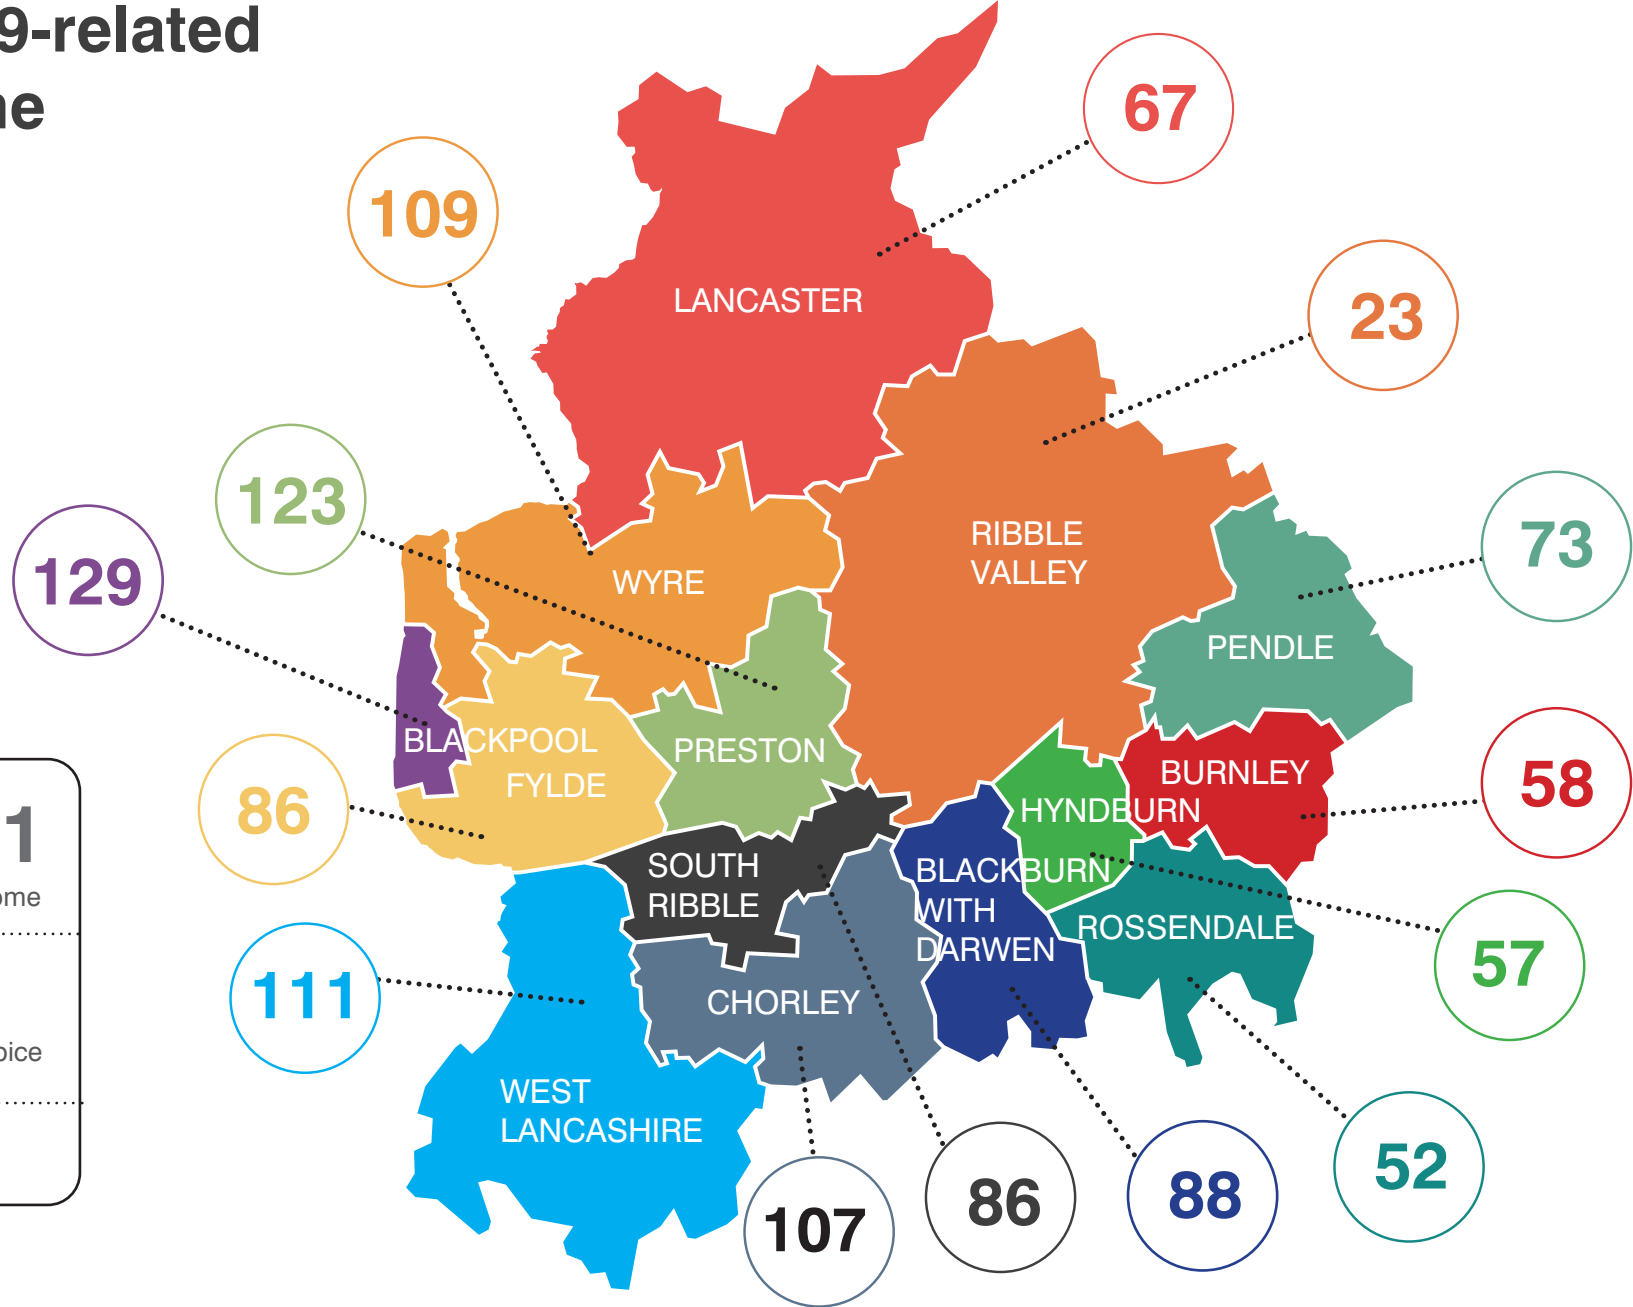 9-related
ne
67
109
23
LANCASTER
123
73
129
RIBBLE
VALLEY
WYRE
PENDLE
BLACKPOOL
PRESTON
FYLDE
86
BURNLEY
58
HYNDBURN
1
ome
SOUTH
RIBBLE
BLACKBURN
WITH
DARWEN
ROSSENDALE
57
111
CHORLEY
oice
WEST
LANCASHIRE
107
86
88
52